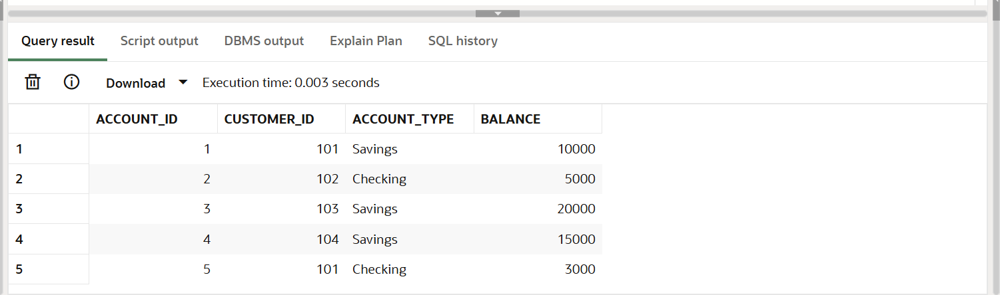 Query result Script output DBMS output Explain Plan SQL history
Download Execution time: 0.003 seconds
ACCOUNT_ID CUSTOMER_ID ACCOUNT_TYPE BALANCE
1 1 101 Savings 10000
2 2 102 Checking 5000
3 3 103 Savings 20000
4 4 104 Savings 15000
5 5 101 Checking 3000